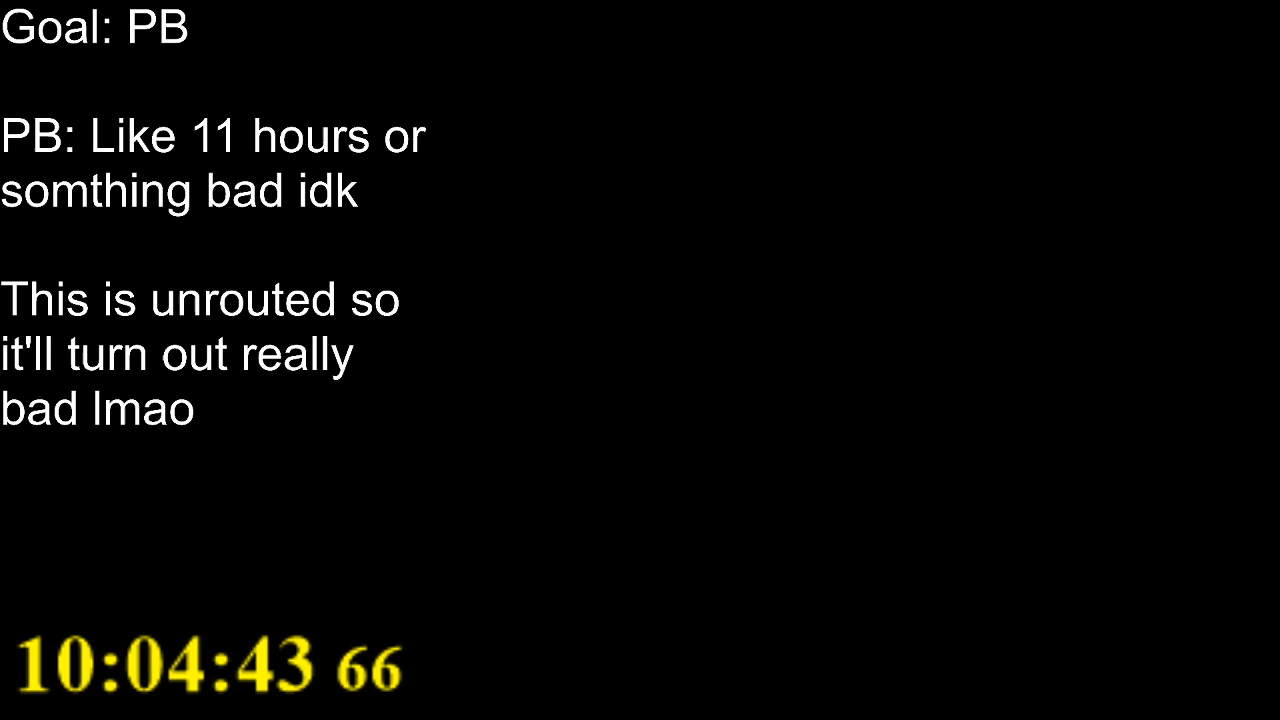 Goal: PB
PB: Like 11 hours or
somthing bad idk
This is unrouted so
it'll turn out really
bad lmao
10:04:43 66